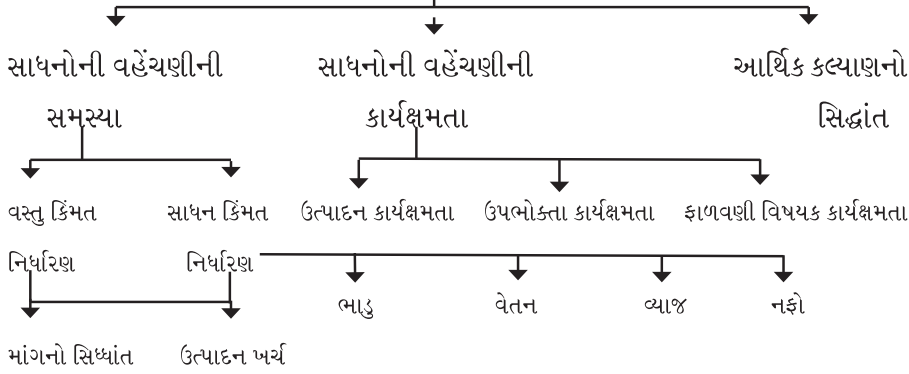 સાધનોની વહેંચણીની સાધનોની વહેંચણીની આર્થિક કલ્યાણનો
સમસ્યા કાર્યક્ષમતા સિદ્ધાંત
વસ્તુ કિંમત સાધન કિંમત ઉત્પાદન કાર્યક્ષમતા ઉપભોક્તા કાર્યક્ષમતા ફાળવણી વિષયક કાર્યક્ષમતા
નિર્ધારણ નિર્ધારણ
ભાડુ વેતન વ્યાજ નફો
માંગનો સિધ્ધાંત ઉત્પાદન ખર્ચ